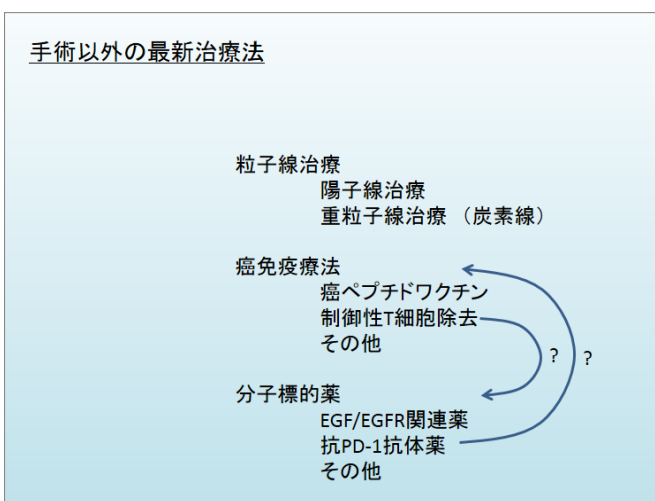 手術以外の最新治療法
粒子線治療
陽子線治療
重粒子線治療 （炭素線）
癌免疫療法
癌ペプチドワクチン
制御性T細胞除去
その他
? ?
分子標的薬
EGF/EGFR関連薬
抗PD-1抗体薬
その他